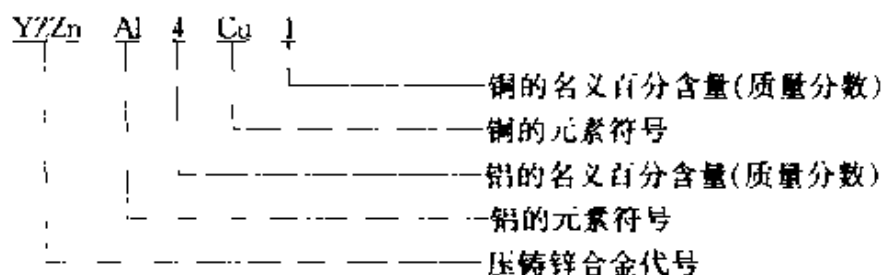 YZZn Al 4 Cu 1
铜的名义百分含量(质量分数)
铜的元素符号
铝的名义百分含量(质量分数)
铝的元素符号
压铸锌合金代号